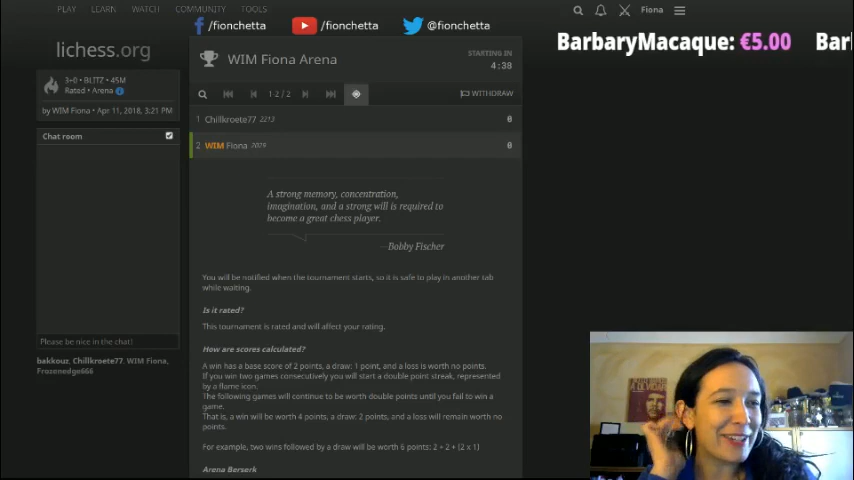 PLAY LEARN WATCH COMMUNITY TOOLS
Fiona
/fionchetta /fionchetta @fionchetta
lichess.org
BarbaryMacaque: €5.00 Bar
WIM Fiona Arena
STARTING IN
4:38
3+0 • BLITZ • 45M
Rated • Arena
by WIM Fiona • Apr 11, 2018, 3:21 PM
1-2 / 2
WITHDRAW
Chat room
1 Chillkroete77 2213 0
2 WIM Fiona 2029 0
A strong memory, concentration,
imagination, and a strong will is required to
become a great chess player.
—Bobby Fischer
You will be notified when the tournament starts, so it is safe to play in another tab
while waiting.
Is it rated?
This tournament is rated and will affect your rating.
Please be nice in the chat!
bakkouz, Chillkroete77, WIM Fiona,
Frosenedge666
How are scores calculated?
A win has a base score of 2 points, a draw: 1 point, and a loss is worth no points.
If you win two games consecutively you will start a double point streak, represented
by a flame icon.
The following games will continue to be worth double points until you fail to win a
game.
That is, a win will be worth 4 points, a draw: 2 points, and a loss will remain worth no
points.
For example, two wins followed by a draw will be worth 6 points: 2 + 2 + (2 x 1)
Arena Berserk